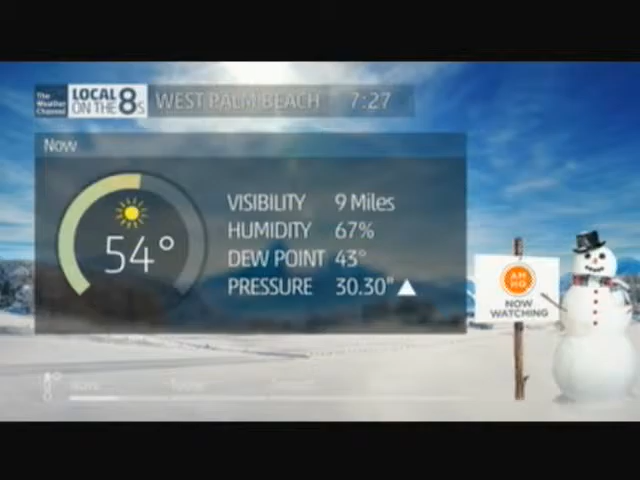 The Weather Channel
LOCAL ON THE 8s
WEST PALM BEACH 7:27
Now
54°
VISIBILITY 9 Miles
HUMIDITY 67%
DEW POINT 43°
PRESSURE 30.30"
AM
HQ
NOW
WATCHING